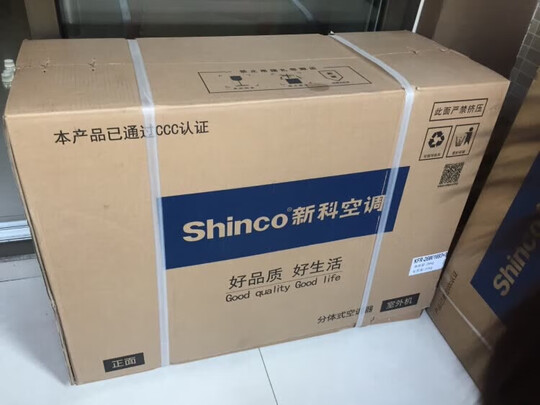 此面严禁挤压
本产品已通过CCC认证
Shinco®新科空调
好品质 好生活
Good quality Good life
分体式空调器 室外机
正面
Shinco